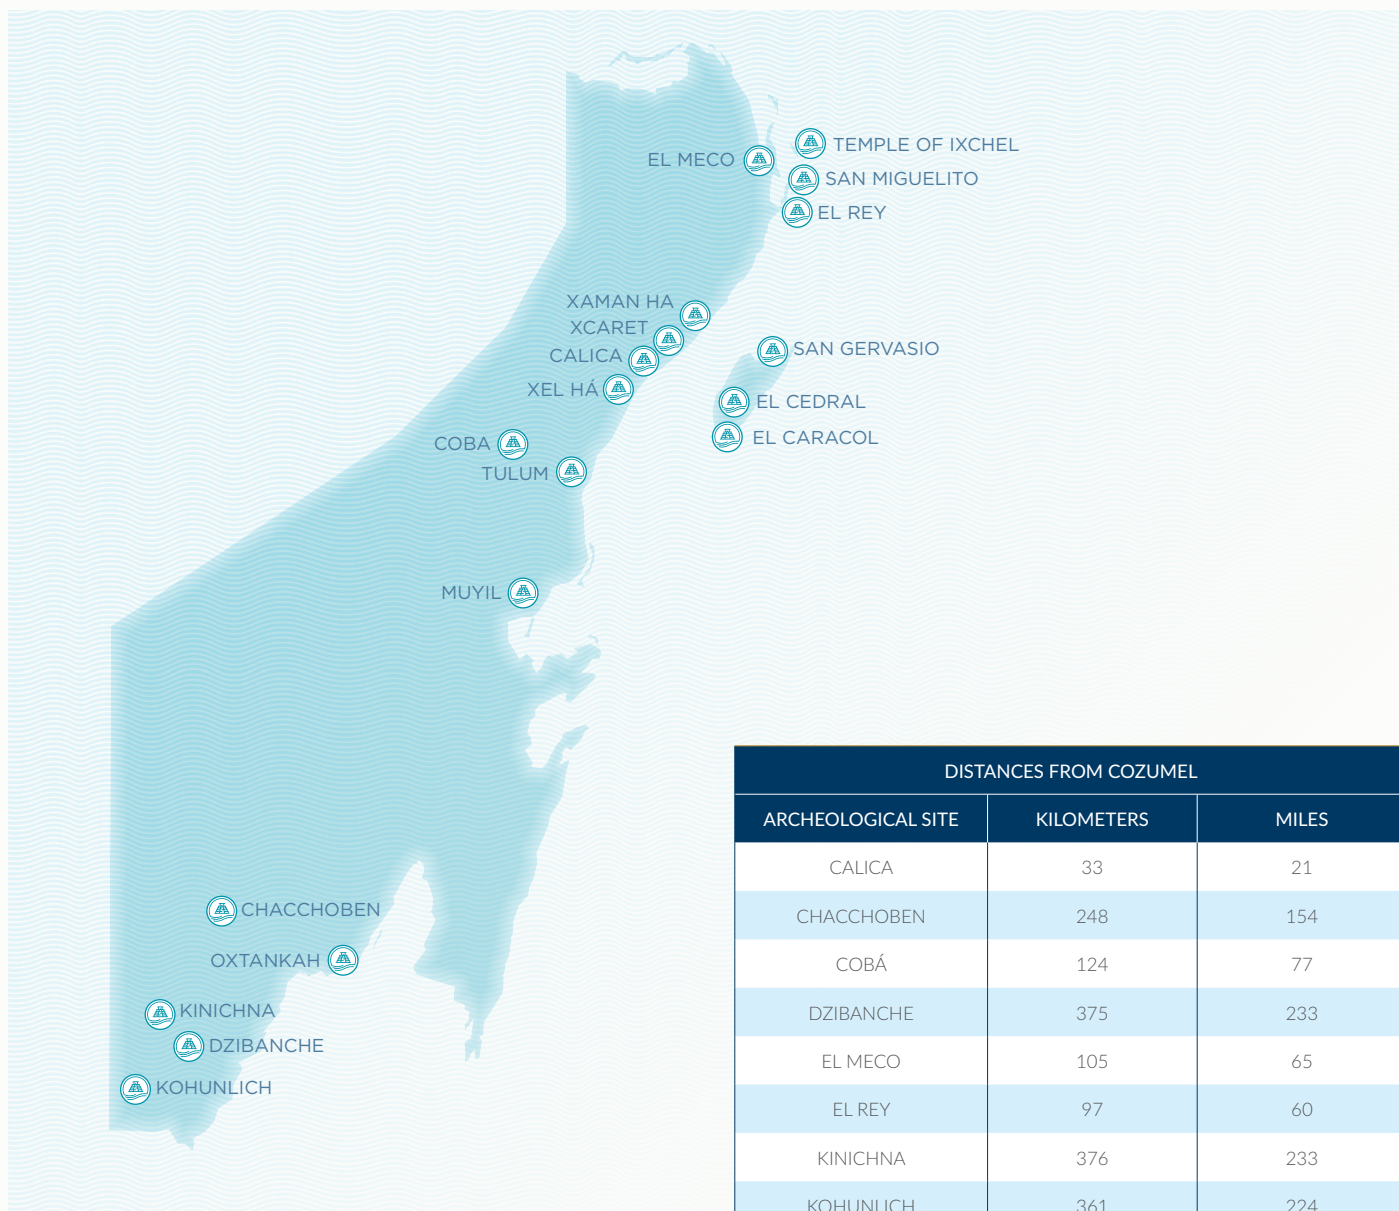 TEMPLE OF IXCHEL
EL MECO
SAN MIGUELITO
EL REY
XAMAN HA
XCARET
CALICA
SAN GERVASIO
XEL HÁ
EL CEDRAL
EL CARACOL
COBA
TULUM
MUYIL
CHACCHOBEN
OXTANKAH
KINICHNA
DZIBANCHE
KOHUNLICH
DISTANCES FROM COZUMEL
ARCHEOLOGICAL SITE KILOMETERS MILES
CALICA 33 21
CHACCHOBEN 248 154
COBÁ 124 77
DZIBANCHE 375 233
EL MECO 105 65
EL REY 97 60
KINICHNA 376 233
KOHUNLICH 361 224